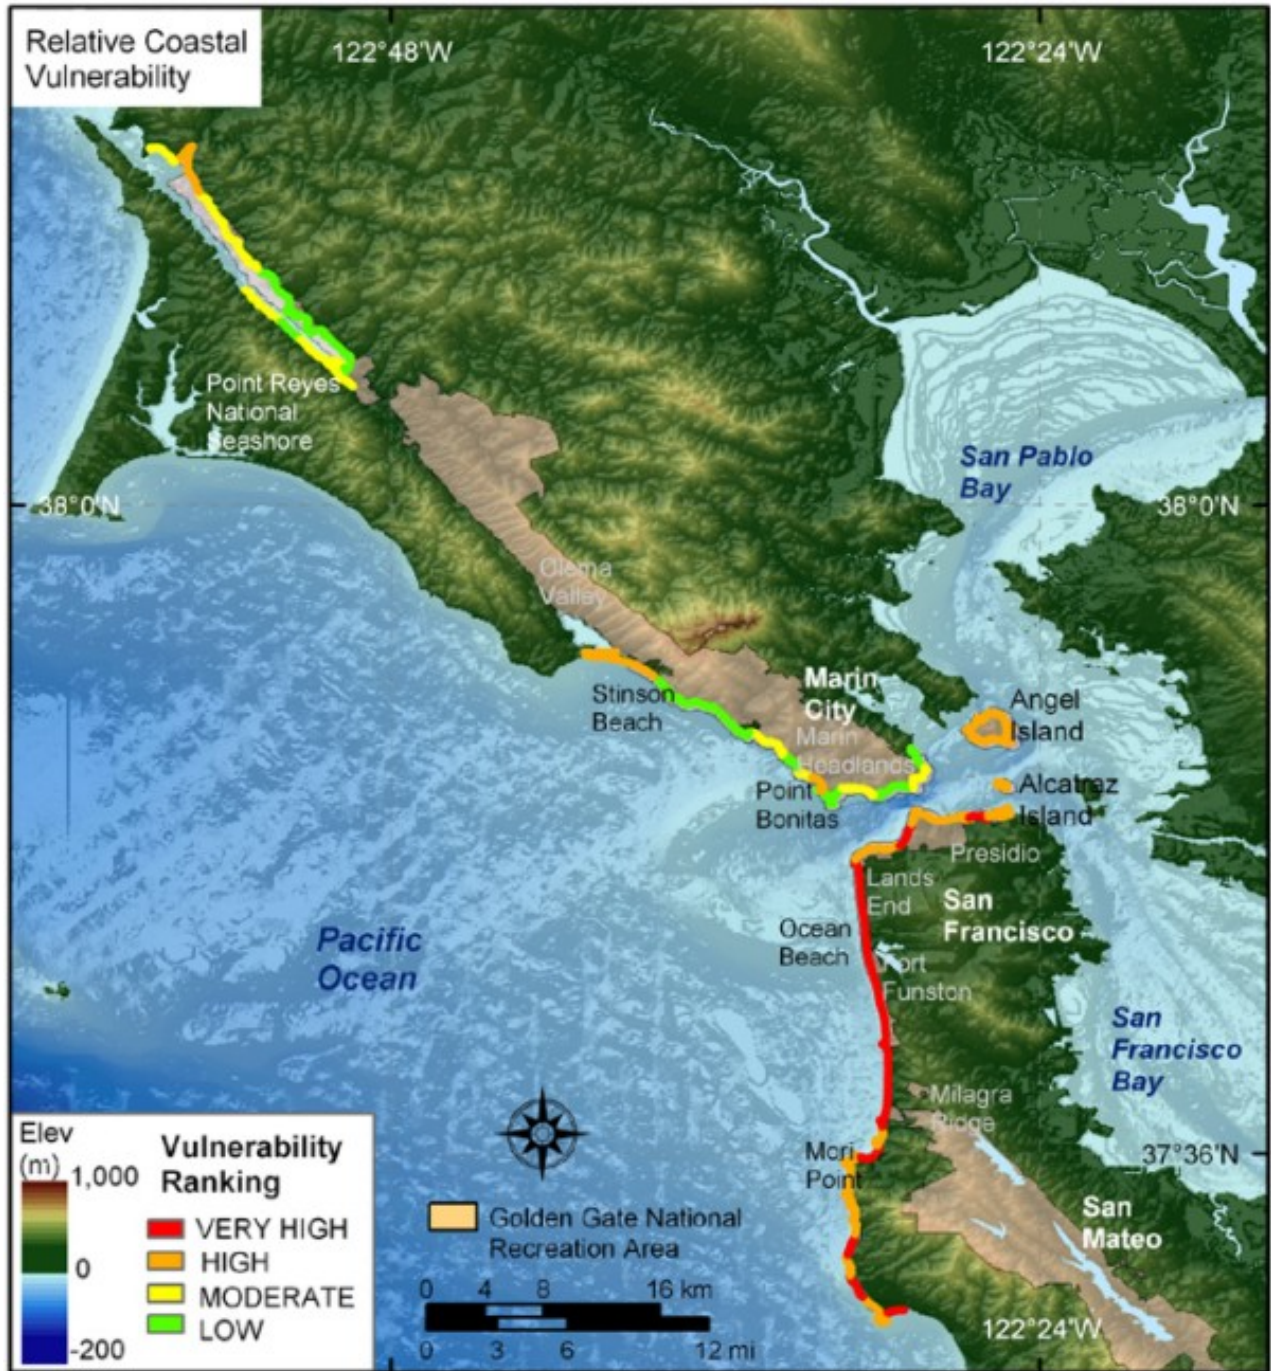 Relative Coastal
Vulnerability
122°48'W
122°24'W
Point Reyes
National
Seashore
San Pablo
Bay
38°0'N
38°0'N
Olema
Valley
Stinson
Beach
Marin
City
Marin
Headlands
Angel
Island
Point
Bonitas
Alcatraz
Island
Presidio
Lands
End
San
Francisco
Ocean
Beach
Fort
Funston
Pacific
Ocean
San
Francisco
Bay
Milagra
Ridge
Mori
Point
37°36'N
San
Mateo
122°24'W
Elev
(m)
1,000
0
-200
Vulnerability
Ranking
VERY HIGH
HIGH
MODERATE
LOW
Golden Gate National
Recreation Area
0 4 8 16 km
0 3 6 12 mi